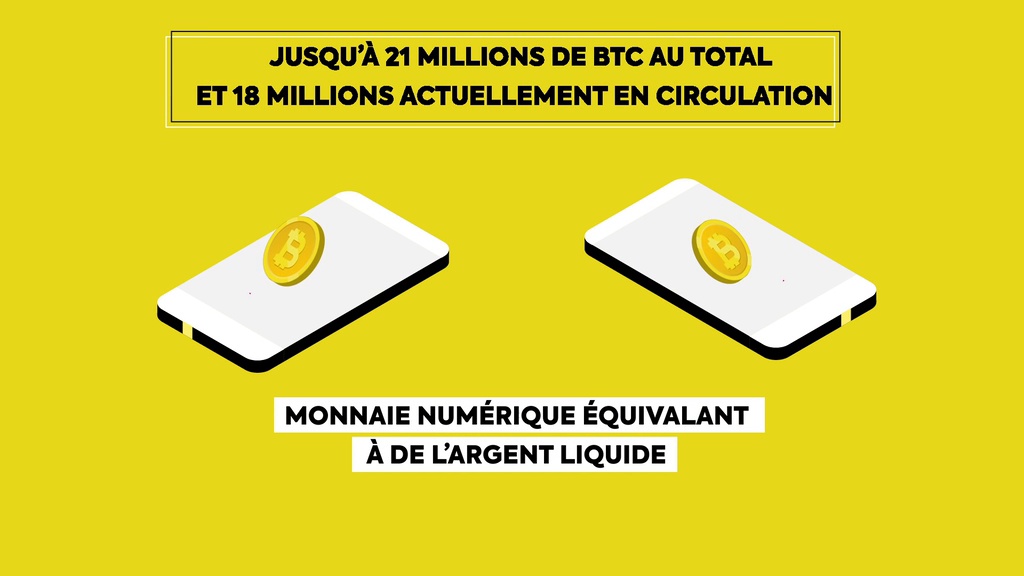 JUSQU'À 21 MILLIONS DE BTC AU TOTAL
ET 18 MILLIONS ACTUELLEMENT EN CIRCULATION
MONNAIE NUMÉRIQUE ÉQUIVALANT
À DE L'ARGENT LIQUIDE